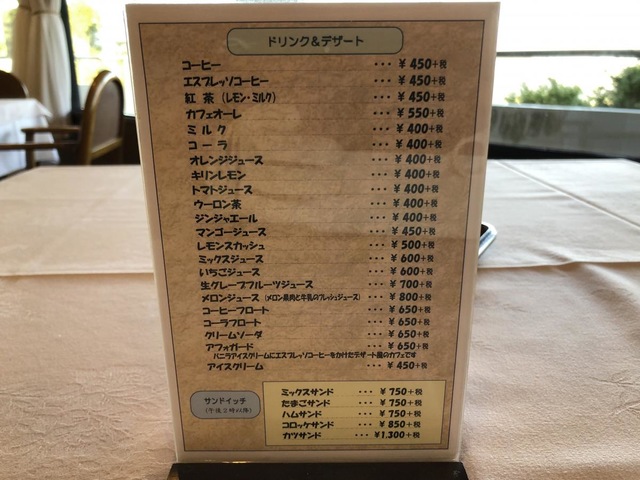 ドリンク&デザート
コーヒー ··· ¥450+税
エスプレッソコーヒー ··· ¥450+税
紅茶(レモン・ミルク) ··· ¥450+税
カフェオーレ ··· ¥550+税
ミルク ··· ¥400+税
コーラ ··· ¥400+税
オレンジジュース ··· ¥400+税
キリンレモン ··· ¥400+税
トマトジュース ··· ¥400+税
ウーロン茶 ··· ¥400+税
ジンジャエール ··· ¥400+税
マンゴージュース ··· ¥450+税
レモンスカッシュ ··· ¥500+税
ミックスジュース ··· ¥600+税
いちごジュース ··· ¥600+税
生グレープフルーツジュース ··· ¥700+税
メロンジュース(メロン果肉と牛乳のフレッシュジュース) ··· ¥800+税
コーヒーフロート ··· ¥650+税
コーラフロート ··· ¥650+税
クリームソーダ ··· ¥650+税
アフォガード ··· ¥650+税
バニラアイスクリームにエスプレッソコーヒーをかけたデザート風のカフェです
アイスクリーム ··· ¥450+税
サンドイッチ
(午後2時以降)
ミックスサンド ··· ¥750+税
たまごサンド ··· ¥750+税
ハムサンド ··· ¥750+税
コロッケサンド ··· ¥850+税
カツサンド ··· ¥1,300+税